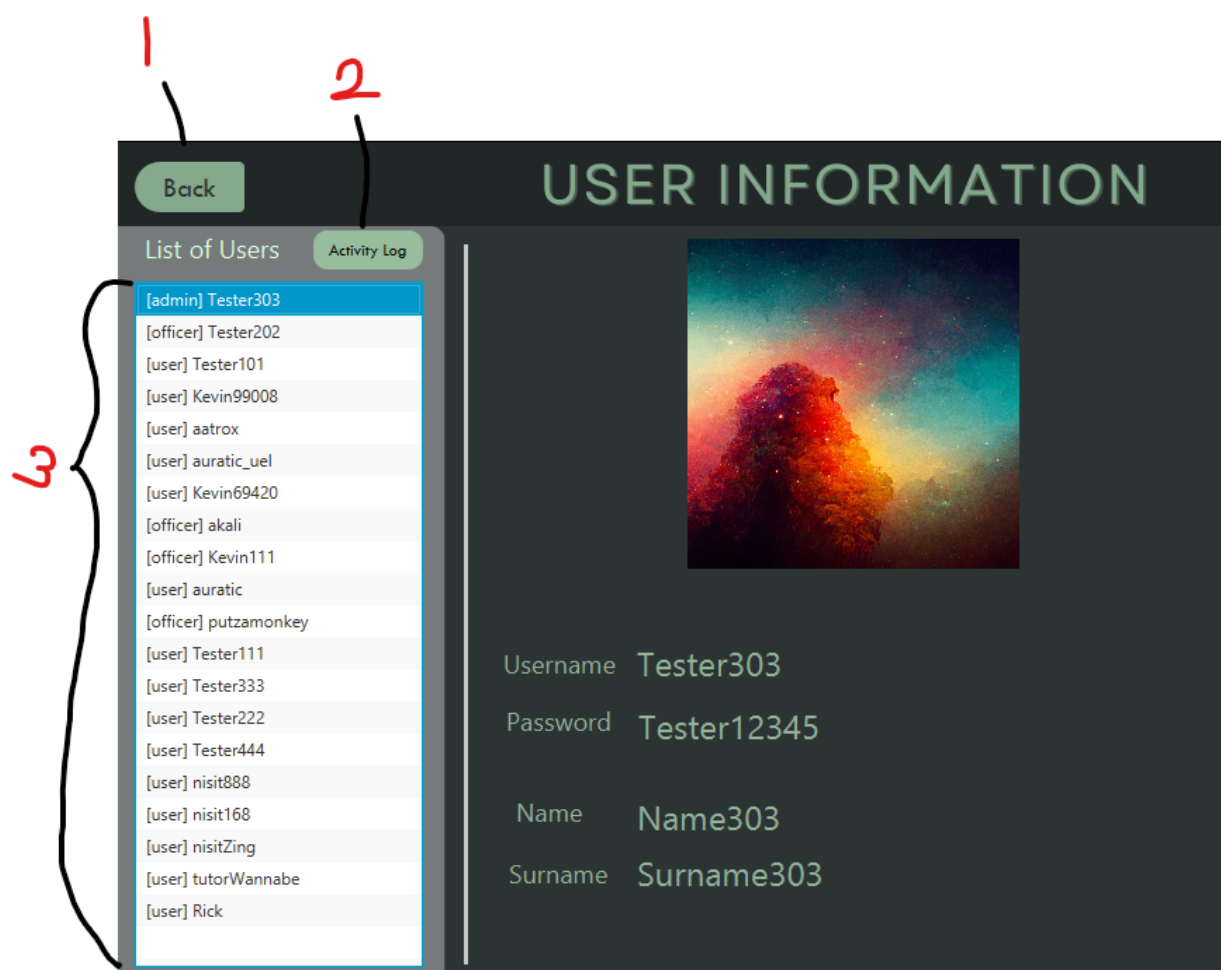 1
2
Back
USER INFORMATION
List of Users
Activity Log
3
[admin] Tester303
[officer] Tester202
[user] Tester101
[user] Kevin99008
[user] aatrox
[user] auratic_uel
[user] Kevin69420
[officer] akali
[officer] Kevin111
[user] auratic
[officer] putzamonkey
[user] Tester111
[user] Tester333
[user] Tester222
[user] Tester444
[user] nisit888
[user] nisit168
[user] nisitZing
[user] tutorWannabe
[user] Rick
Username Tester303
Password Tester12345
Name Name303
Surname Surname303